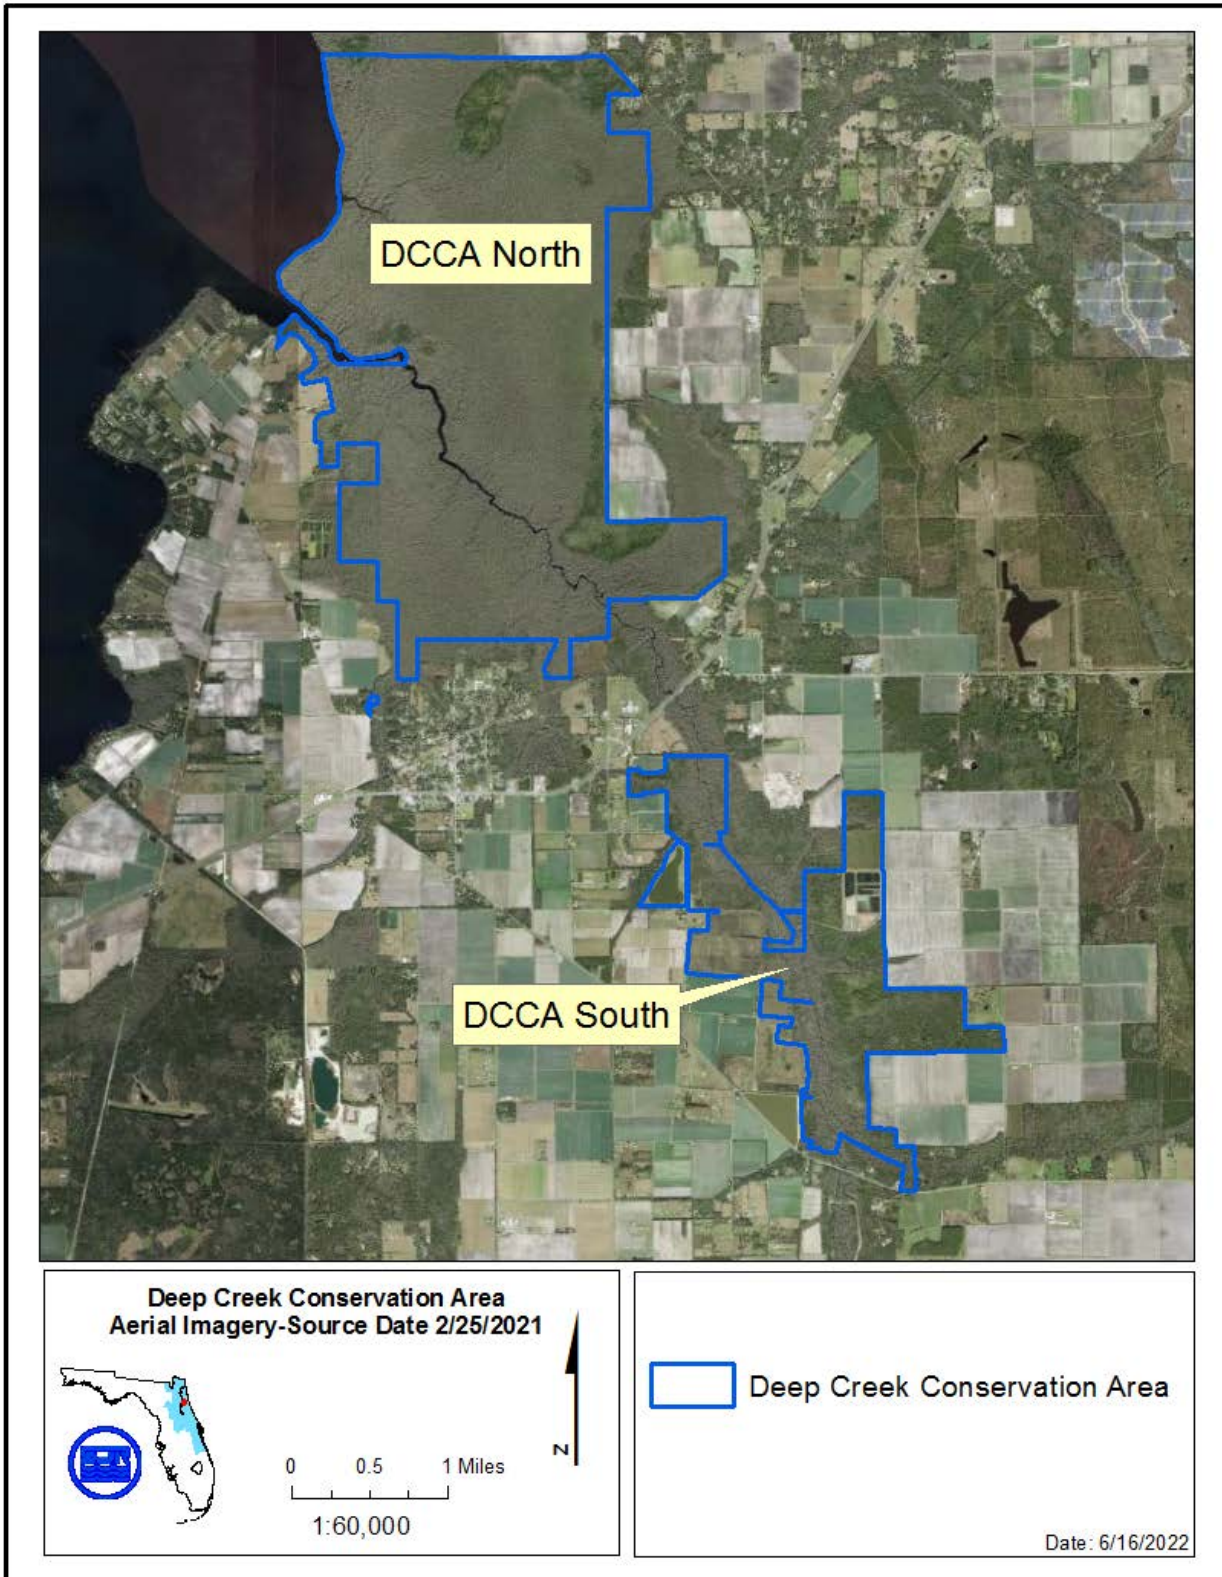 DCCA North
DCCA South
Deep Creek Conservation Area
Aerial Imagery-Source Date 2/25/2021
N
0 0.5 1 Miles
1:60,000
Deep Creek Conservation Area
Date: 6/16/2022